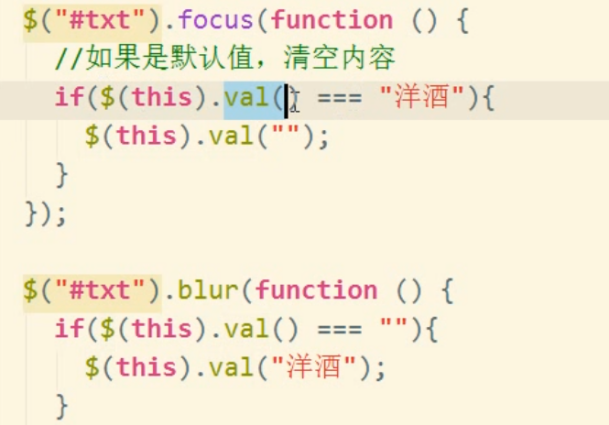 $("#txt").focus(function () {
//如果是默认值，清空内容
if($(this).val() === "洋酒"){
$(this).val("");
}
});
$("#txt").blur(function () {
if($(this).val() === ""){
$(this).val("洋酒");
}